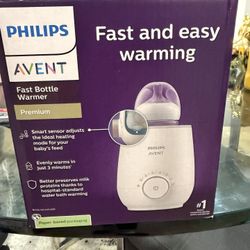 PHILIPS
AVENT
Fast Bottle
Warmer
Premium
Fast and easy
warming
Smart sensor adjusts
the ideal heating
mode for your
baby's feed
Evenly warms in
just 3 minutes
Better preserves milk
proteins thanks to
hospital-standard
water bath warming
Paper-based packaging
PHILIPS
AVENT
#1